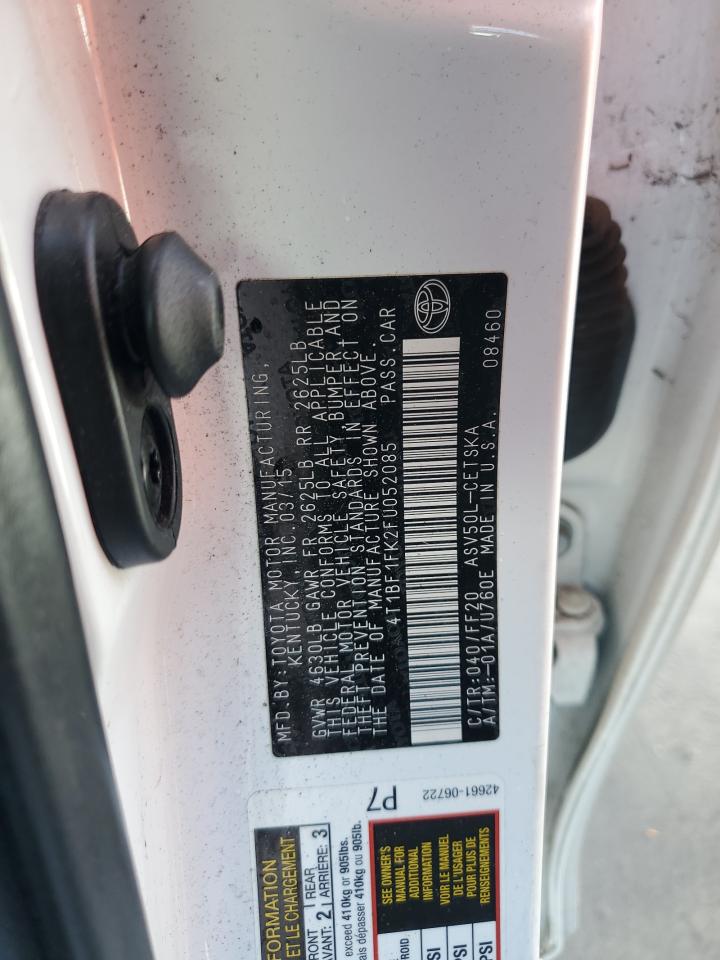 MFD.BY:TOYOTA MOTOR MANUFACTURING,
KENTUCKY,INC.03/15
GVWR 4630LB GAWR FR 2625LB RR 2625LB
THIS VEHICLE CONFORMS TO ALL APPLICABLE
FEDERAL MOTOR VEHICLE SAFETY, BUMPER,AND
THEFT PREVENTION STANDARDS IN EFFECT ON
THE DATE OF MANUFACTURE SHOWN ABOVE.
4T1BF1FK2FU052085 PASS.CAR
C/TR:040/FF20 ASV50L-CETSKA
A/TM:-01A/U760E MADE IN U.S.A. 08460
P7
42661-06722
FORMATION
ET LE CHARGEMENT
FRONT
AVANT: 2
REAR
ARRIÈRE: 3
exceed 410kg or 905lbs.
ais dépasser 410kg ou 905lb.
SEE OWNER'S
MANUAL FOR
ADDITIONAL
INFORMATION
VOIR LE MANUEL
DE L'USAGER
POUR PLUS DE
RENSEIGNEMENTS
ROID
PSI
PSI